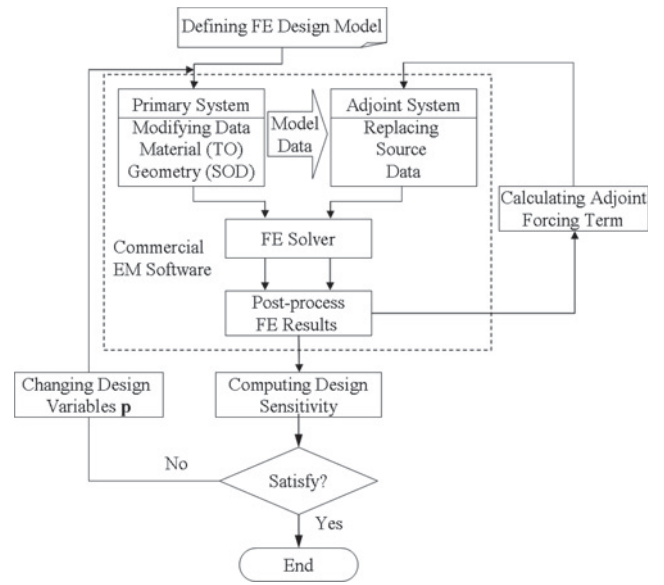 Defining FE Design Model
Primary System
Modifying Data
Material (TO)
Geometry (SOD)
Model
Data
Adjoint System
Replacing
Source
Data
Calculating Adjoint
Forcing Term
FE Solver
Commercial
EM Software
Post-process
FE Results
Changing Design
Variables p
Computing Design
Sensitivity
No
Satisfy?
Yes
End